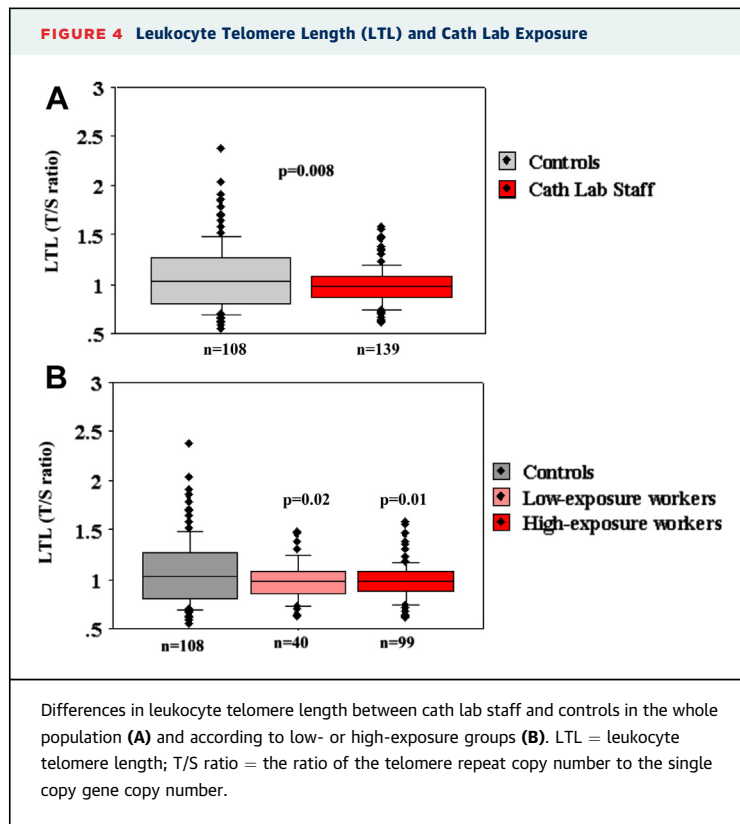 FIGURE 4 Leukocyte Telomere Length (LTL) and Cath Lab Exposure
A
3
2.5
2
1.5
1
.5
LTL (T/S ratio)
p=0.008
Controls
Cath Lab Staff
n=108
n=139
B
3
2.5
2
1.5
1
.5
LTL (T/S ratio)
p=0.02
p=0.01
Controls
Low-exposure workers
High-exposure workers
n=108
n=40
n=99
Differences in leukocyte telomere length between cath lab staff and controls in the whole
population (A) and according to low- or high-exposure groups (B). LTL = leukocyte
telomere length; T/S ratio = the ratio of the telomere repeat copy number to the single
copy gene copy number.